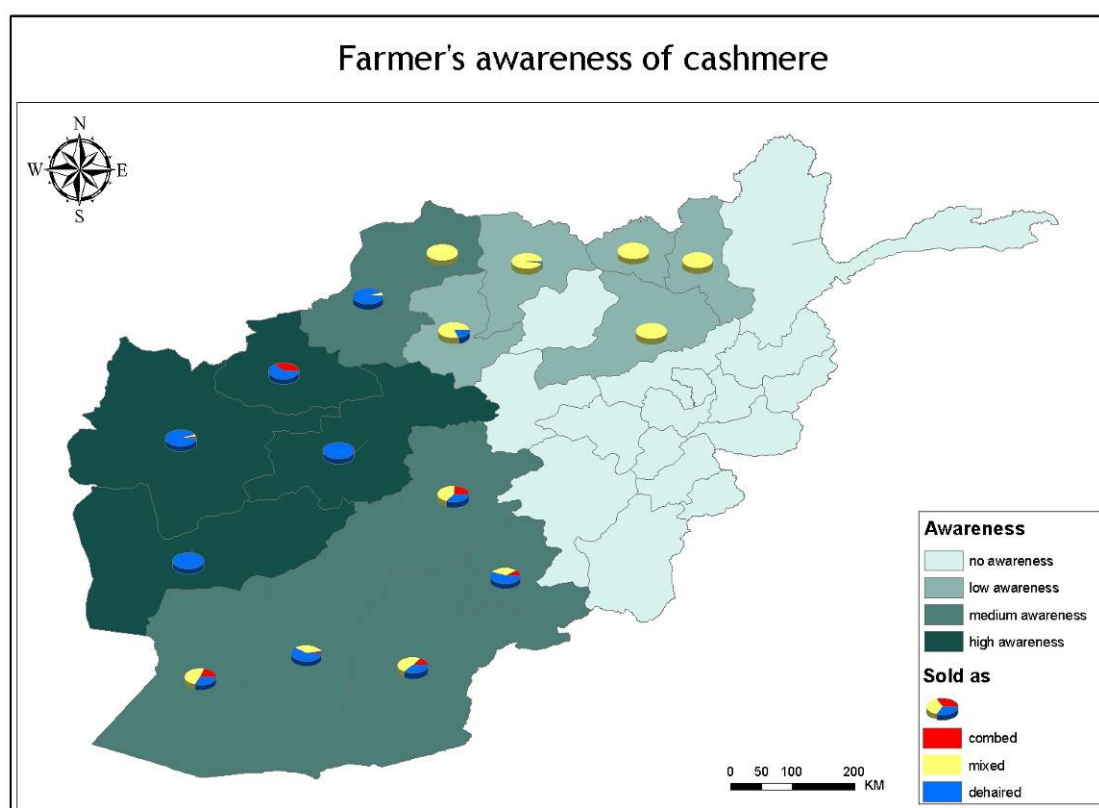 Farmer's awareness of cashmere
N
W E
S
Awareness
no awareness
low awareness
medium awareness
high awareness
Sold as
combed
mixed
dehaired
0 50 100 200
KM